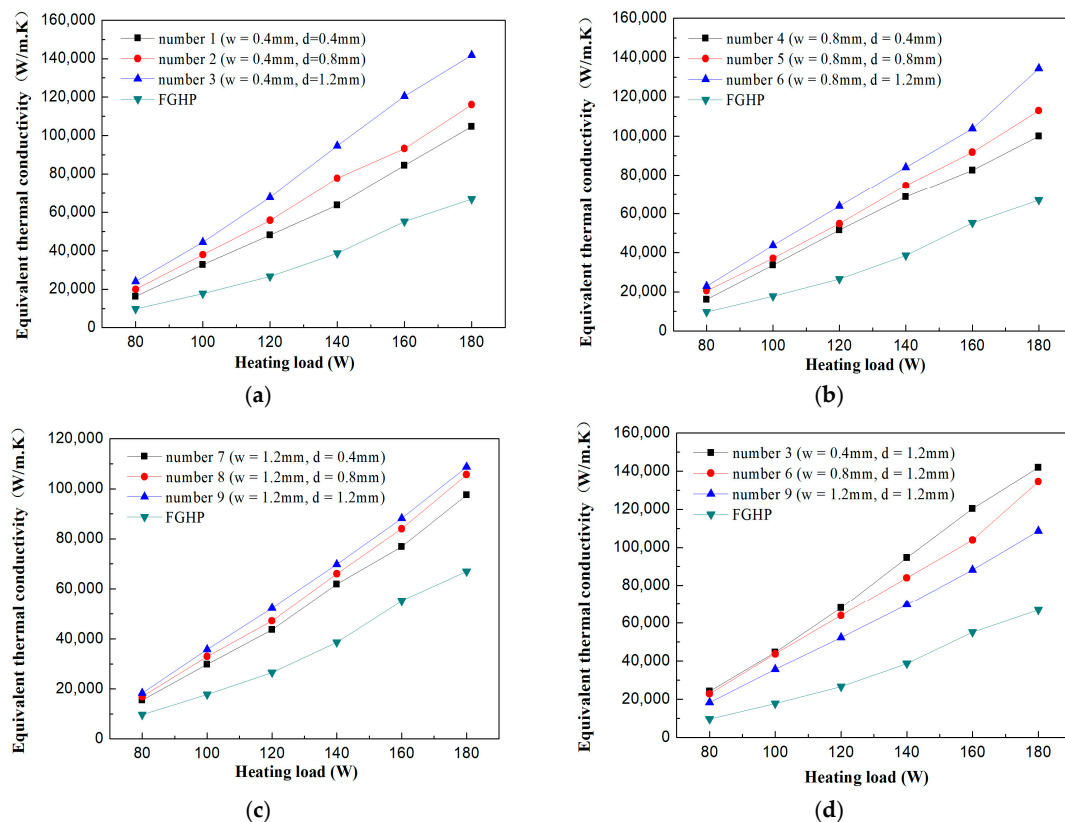 160,000
140,000
120,000
100,000
80,000
60,000
40,000
20,000
0
Equivalent thermal conductivity（W/m.K）
number 1 (w = 0.4mm, d=0.4mm)
number 2 (w = 0.4mm, d=0.8mm)
number 3 (w = 0.4mm, d=1.2mm)
FGHP
80 100 120 140 160 180
Heating load (W)
(a)
160,000
140,000
120,000
100,000
80,000
60,000
40,000
20,000
0
Equivalent thermal conductivity（W/m.K）
number 4 (w = 0.8mm, d = 0.4mm)
number 5 (w = 0.8mm, d = 0.8mm)
number 6 (w = 0.8mm, d = 1.2mm)
FGHP
80 100 120 140 160 180
Heating load (W)
(b)
120,000
100,000
80,000
60,000
40,000
20,000
0
Equivalent thermal conductivity（W/m.K）
number 7 (w = 1.2mm, d = 0.4mm)
number 8 (w = 1.2mm, d = 0.8mm)
number 9 (w = 1.2mm, d = 1.2mm)
FGHP
80 100 120 140 160 180
Heating load (W)
(c)
160,000
140,000
120,000
100,000
80,000
60,000
40,000
20,000
0
Equivalent thermal conductivity（W/m.K）
number 3 (w = 0.4mm, d = 1.2mm)
number 6 (w = 0.8mm, d = 1.2mm)
number 9 (w = 1.2mm, d = 1.2mm)
FGHP
80 100 120 140 160 180
Heating load (W)
(d)